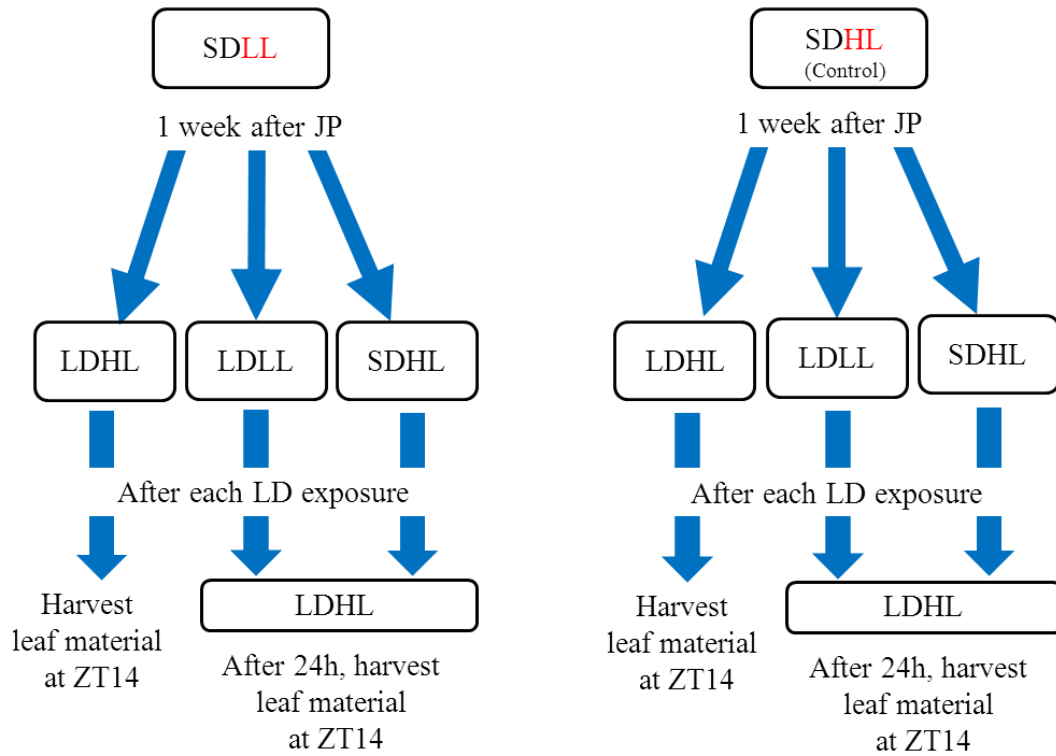 SDLL
1 week after JP
LDHL
LDLL
SDHL
After each LD exposure
Harvest
leaf material
at ZT14
LDHL
After 24h, harvest
leaf material
at ZT14
SDHL
(Control)
1 week after JP
LDHL
LDLL
SDHL
After each LD exposure
Harvest
leaf material
at ZT14
LDHL
After 24h, harvest
leaf material
at ZT14